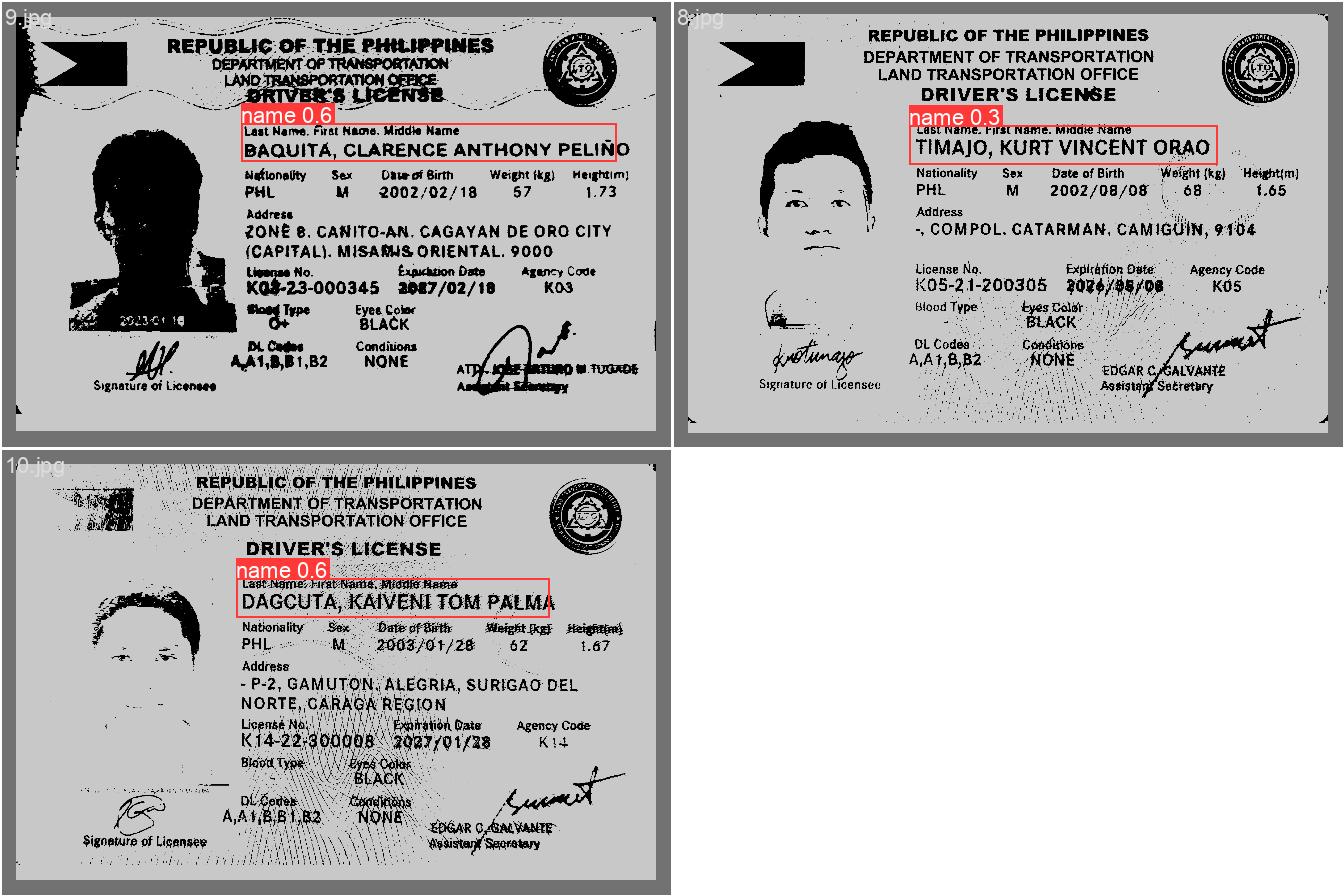 9.jpg
REPUBLIC OF THE PHILIPPINES
DEPARTMENT OF TRANSPORTATION
LAND TRANSPORTATION OFFICE
DRIVER'S LICENSE
name 0.6
Last Name, First Name, Middle Name
BAQUITA, CLARENCE ANTHONY PELIÑO
Nationality Sex Date of Birth Weight (kg) Height(m)
PHL M 2002/02/18 57 1.73
Address
ZONE 8. CANITO-AN. CAGAYAN DE ORO CITY
(CAPITAL). MISAMIS ORIENTAL. 9000
License No. Expiration Date Agency Code
K03-23-000345 2027/02/18 K03
Blood Type Eyes Color
O+ BLACK
DL Codes Conditions
A,A1,B,B1,B2 NONE
2023-01-16
Signature of Licensee
ATTY. JOSE ARTURO M. TUGADE
Assistant Secretary
8.jpg
REPUBLIC OF THE PHILIPPINES
DEPARTMENT OF TRANSPORTATION
LAND TRANSPORTATION OFFICE
DRIVER'S LICENSE
LTO
name 0.3
Last Name, First Name, Middle Name
TIMAJO, KURT VINCENT ORAO
Nationality Sex Date of Birth Weight (kg) Height(m)
PHL M 2002/08/08 68 1.65
Address
-, COMPOL. CATARMAN, CAMIGUIN, 9104
License No. Expiration Date Agency Code
K05-21-200305 2026/08/08 K05
Blood Type Eyes Color
BLACK
DL Codes Conditions
A,A1,B,B2 NONE
Signature of Licensee
EDGAR C. GALVANTE
Assistant Secretary
10.jpg
REPUBLIC OF THE PHILIPPINES
DEPARTMENT OF TRANSPORTATION
LAND TRANSPORTATION OFFICE
DRIVER'S LICENSE
name 0.6
Last Name, First Name, Middle Name
DAGCUTA, KAIVENI TOM PALMA
Nationality Sex Date of Birth Weight (kg) Height(m)
PHL M 2003/01/28 62 1.67
Address
- P-2, GAMUTON, ALEGRIA, SURIGAO DEL
NORTE, CARAGA REGION
License No. Expiration Date Agency Code
K14-22-300008 2027/01/28 K14
Blood Type Eyes Color
- BLACK
DL Codes Conditions
A,A1,B,B1,B2 NONE
Signature of Licensee
EDGAR C. GALVANTE
Assistant Secretary